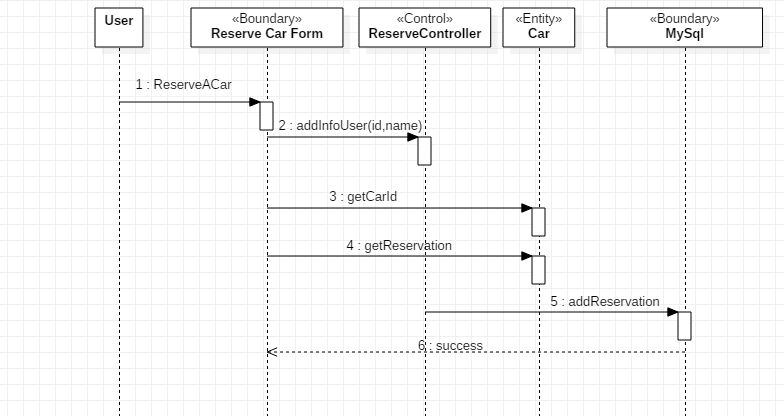 User
«Boundary»
Reserve Car Form
«Control»
ReserveController
«Entity»
Car
«Boundary»
MySql
1 : ReserveACar
2 : addInfoUser(id,name)
3 : getCarId
4 : getReservation
5 : addReservation
6 : success